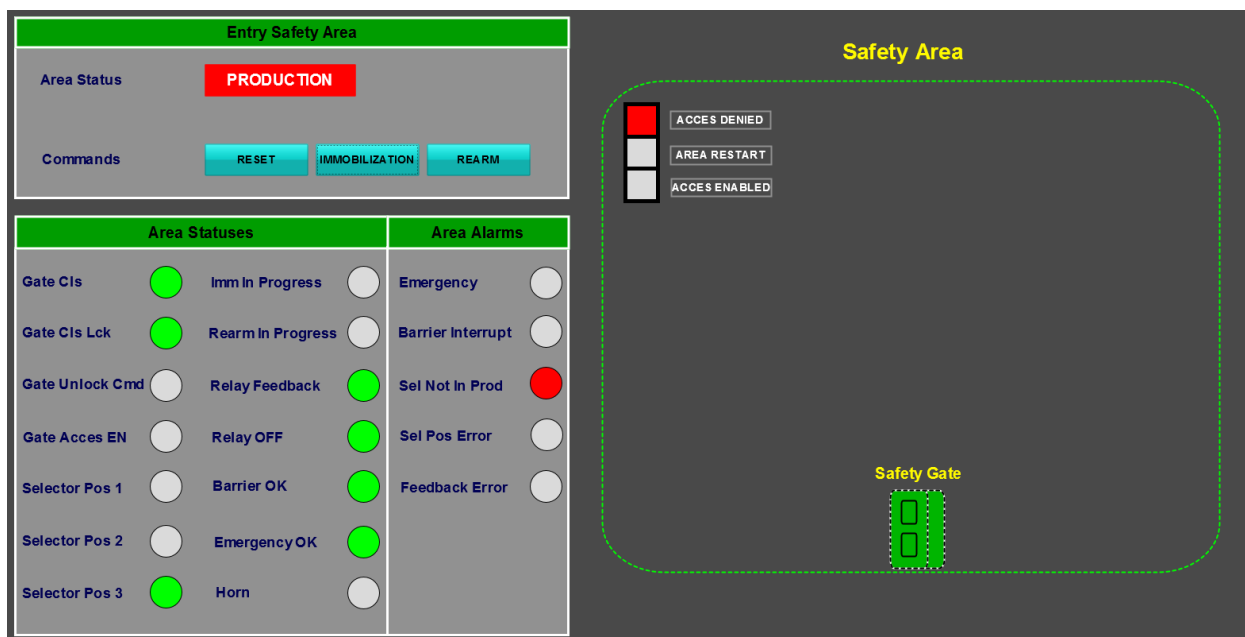 Entry Safety Area
Area Status
PRODUCTION
Commands
RESET
IMMOBILIZATION
REARM
Area Statuses
Area Alarms
Gate Cls
Imm In Progress
Emergency
Gate Cls Lck
Rearm In Progress
Barrier Interrupt
Gate Unlock Cmd
Relay Feedback
Sel Not In Prod
Gate Acces EN
Relay OFF
Sel Pos Error
Selector Pos 1
Barrier OK
Feedback Error
Selector Pos 2
Emergency OK
Selector Pos 3
Horn
Safety Area
ACCES DENIED
AREA RESTART
ACCES ENABLED
Safety Gate